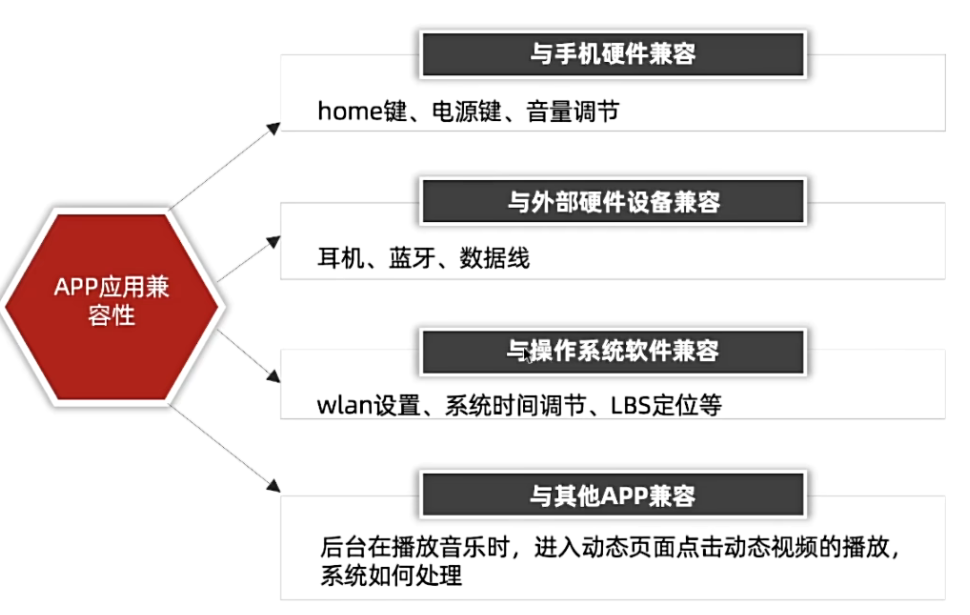 APP应用兼
容性
与手机硬件兼容
home键、电源键、音量调节
与外部硬件设备兼容
耳机、蓝牙、数据线
与操作系统软件兼容
wlan设置、系统时间调节、LBS定位等
与其他APP兼容
后台在播放音乐时，进入动态页面点击动态视频的播放，
系统如何处理